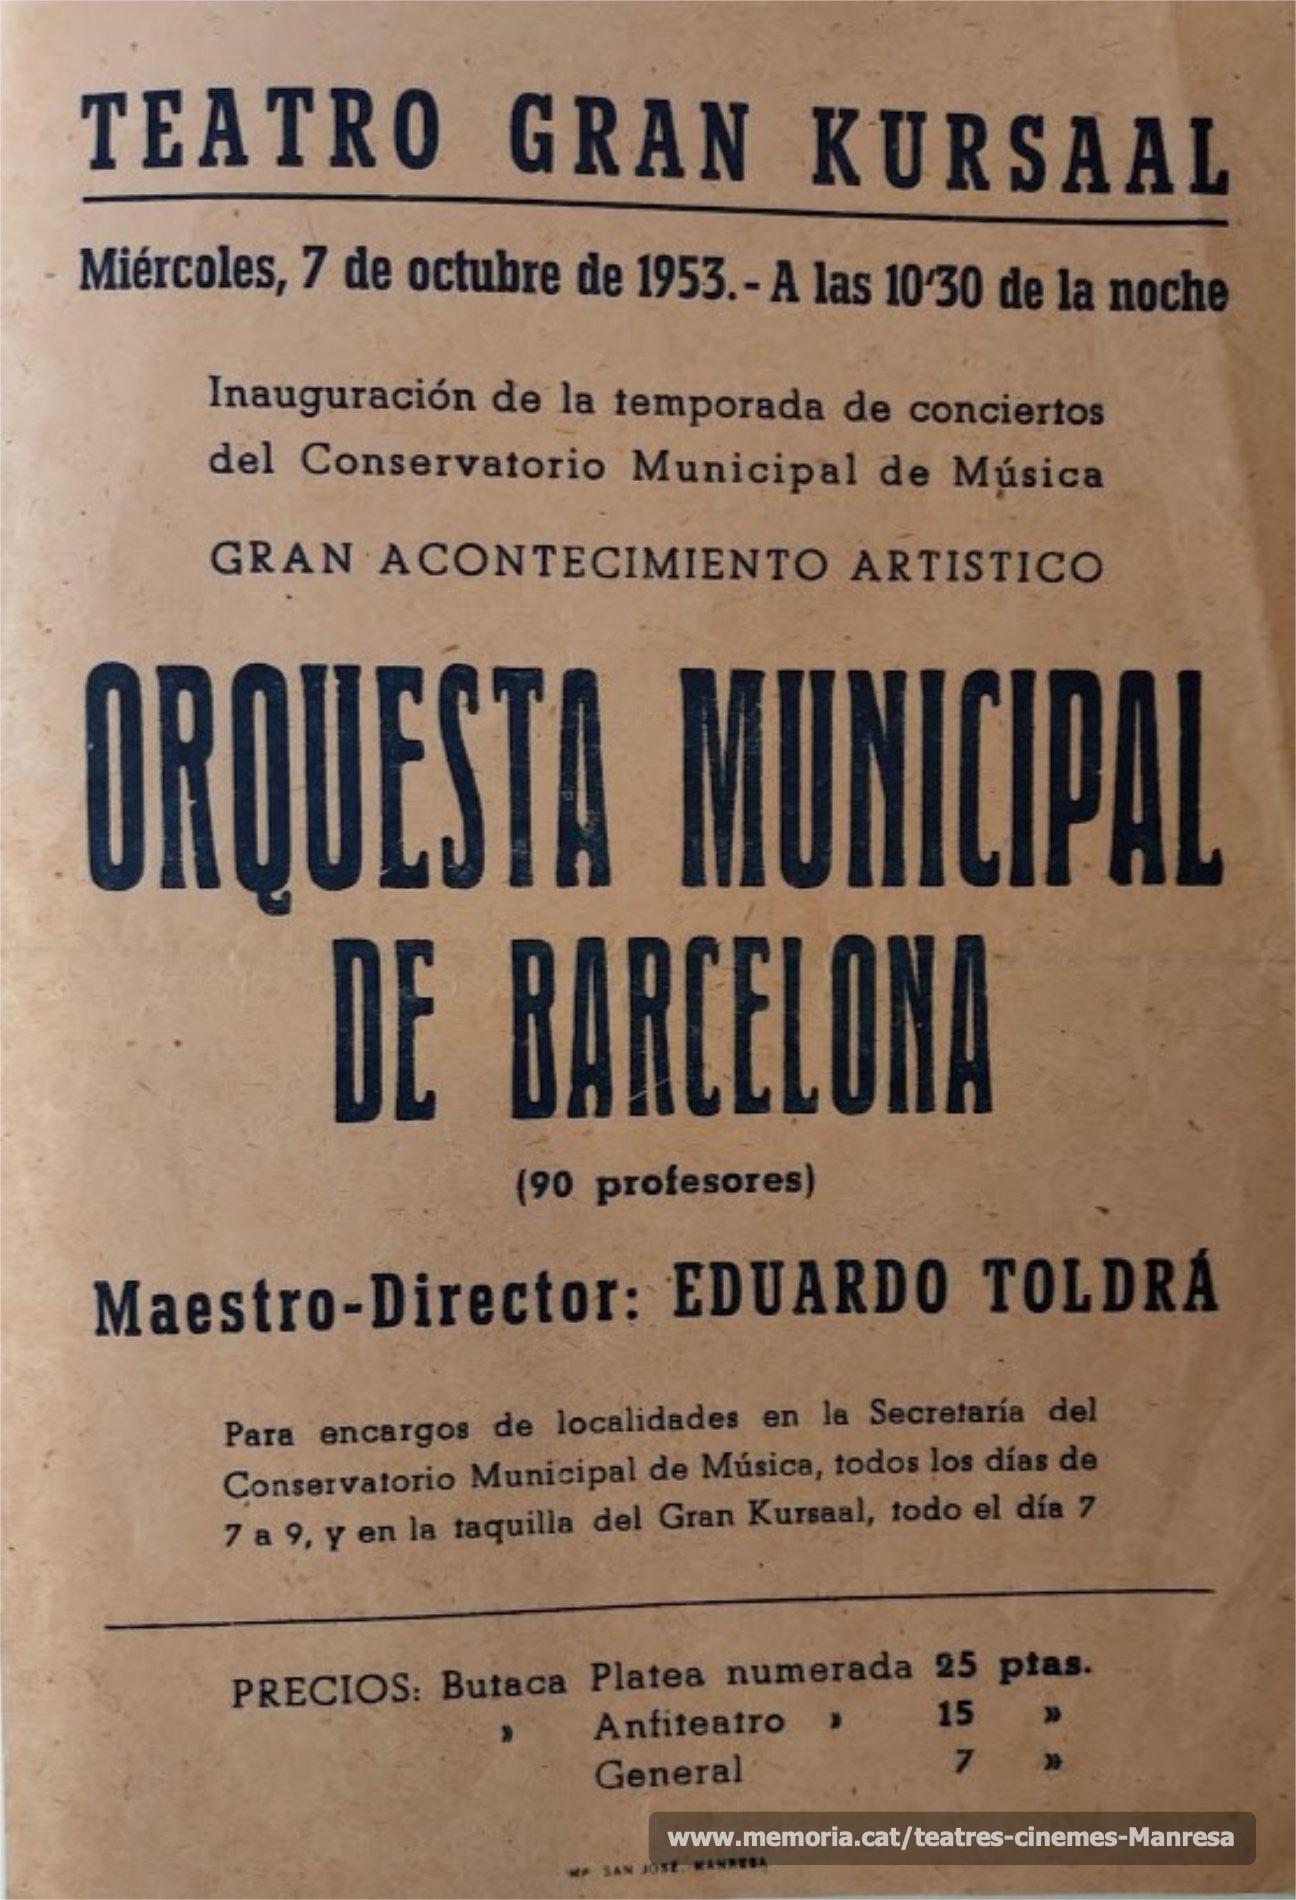 TEATRO GRAN KURSAAL
Miércoles, 7 de octubre de 1953.- A las 10'30 de la noche
Inauguración de la temporada de conciertos
del Conservatorio Municipal de Música
GRAN ACONTECIMIENTO ARTISTICO
ORQUESTA MUNICIPAL
DE BARCELONA
(90 profesores)
Maestro-Director: EDUARDO TOLDRÁ
Para encargos de localidades en la Secretaría del
Conservatorio Municipal de Música, todos los días de
7 a 9, y en la taquilla del Gran Kursaal, todo el día 7
PRECIOS: Butaca Platea numerada 25 ptas.
» Anfiteatro » 15 »
General 7 »
www.memoria.cat/teatres-cinemes-Manresa
IMP. SAN JOSÉ. MANRESA